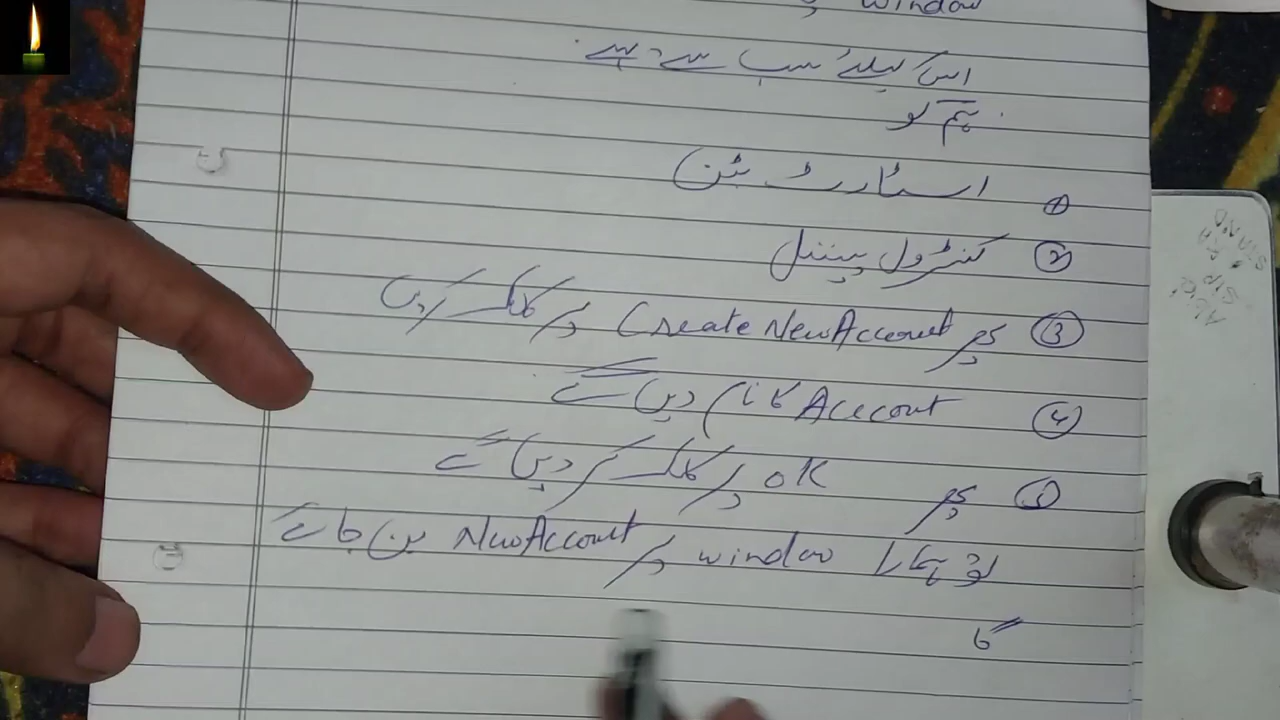 window
اس کیلئے سب سے پہلے
ہم کو
① اسٹارٹ بٹن
② کنٹرول پینل
③ پھر Create New Account پر کلک کریں
④ Acecout کا نام دیں گے
⑤ پھر ok پر کلک کر دیں گے
تو ہمارا window پر New Account بن جائے
گا